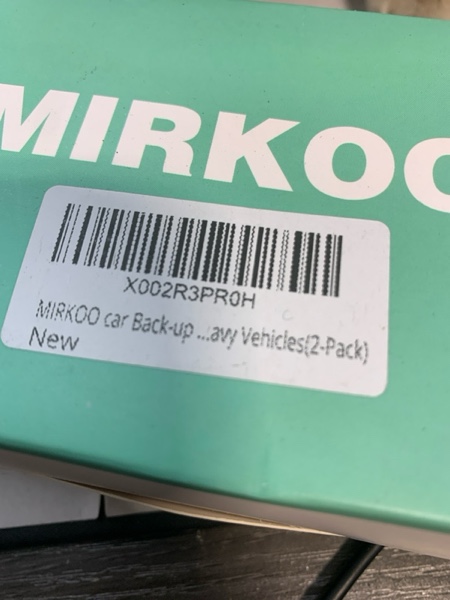 MIRKOO
X002R3PR0H
MIRKOO car Back-up ...avy Vehicles(2-Pack)
New